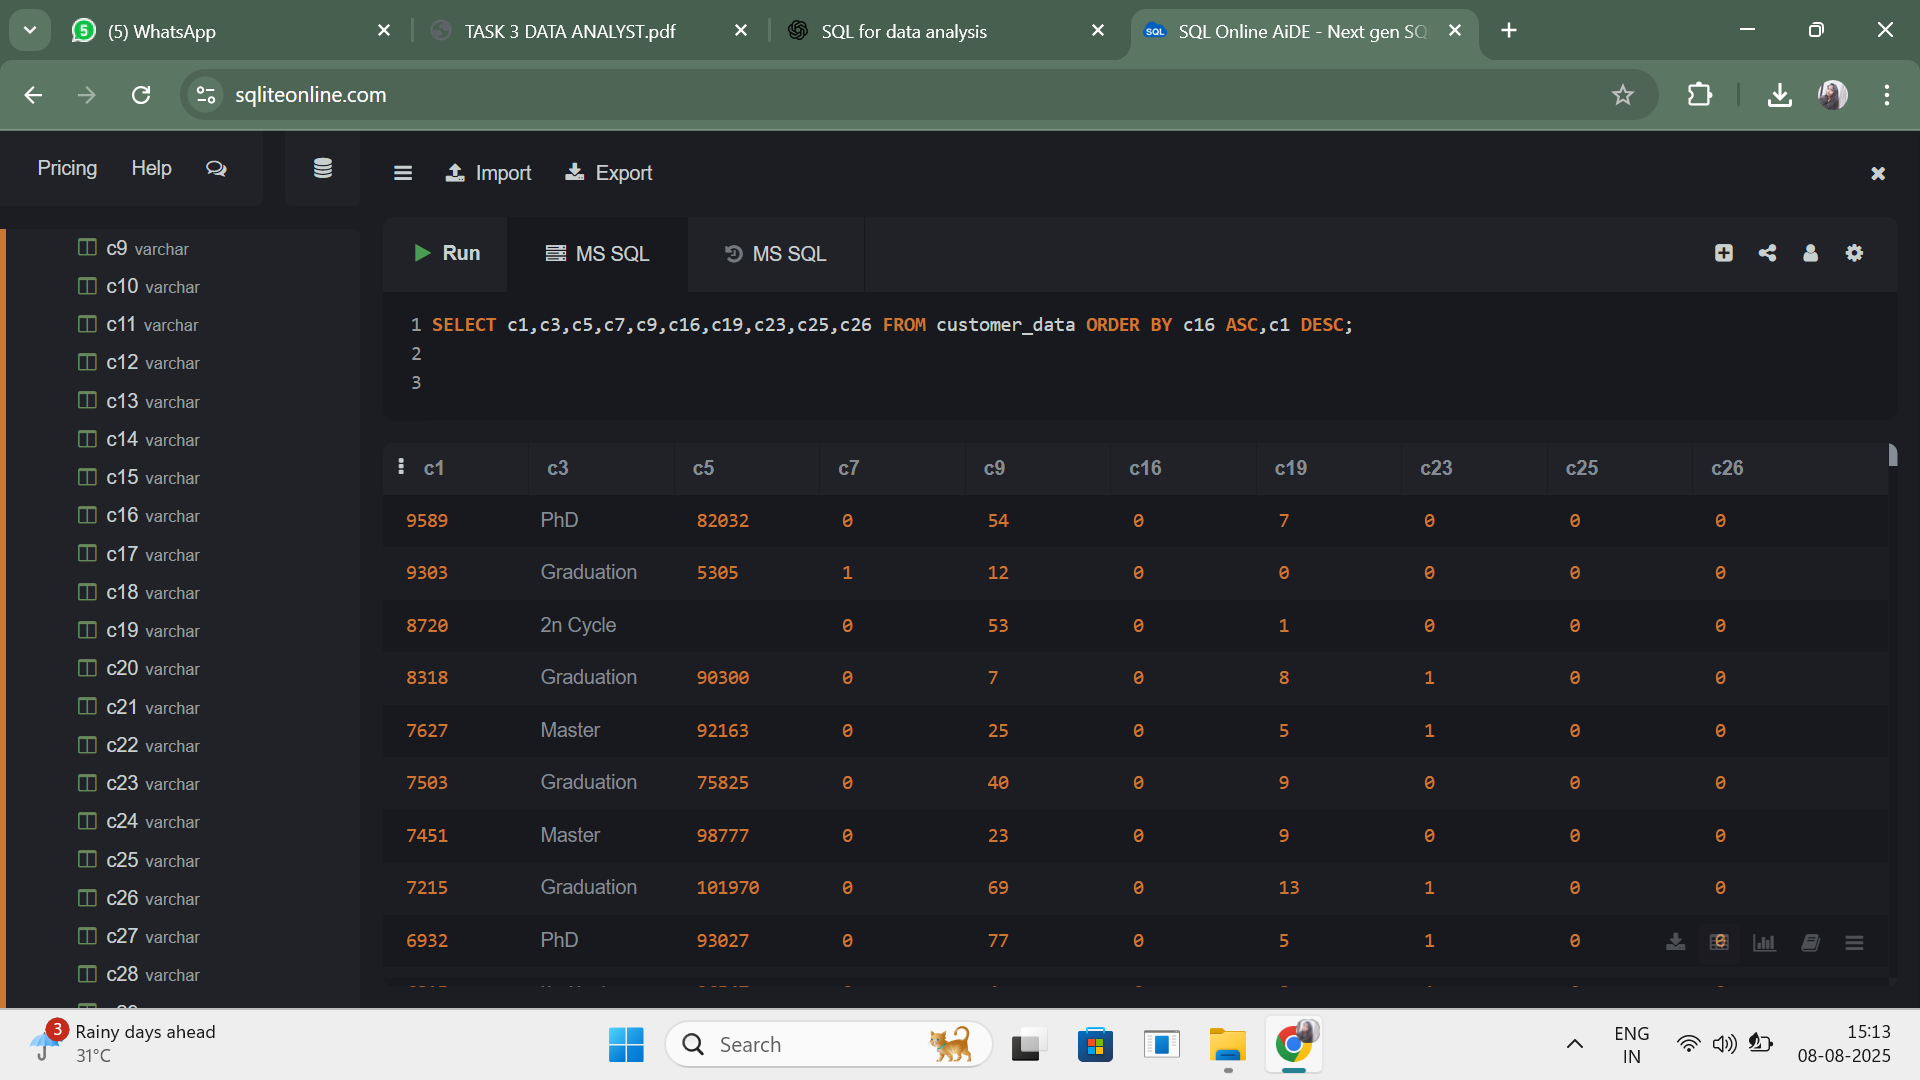 (5) WhatsApp
TASK 3 DATA ANALYST.pdf
SQL for data analysis
SQL Online AiDE - Next gen SQ
sqliteonline.com
Pricing Help
Import Export
c9 varchar
c10 varchar
c11 varchar
c12 varchar
c13 varchar
c14 varchar
c15 varchar
c16 varchar
c17 varchar
c18 varchar
c19 varchar
c20 varchar
c21 varchar
c22 varchar
c23 varchar
c24 varchar
c25 varchar
c26 varchar
c27 varchar
c28 varchar
Run MS SQL MS SQL
1 SELECT c1,c3,c5,c7,c9,c16,c19,c23,c25,c26 FROM customer_data ORDER BY c16 ASC,c1 DESC;
2
3
c1 c3 c5 c7 c9 c16 c19 c23 c25 c26
9589 PhD 82032 0 54 0 7 0 0 0
9303 Graduation 5305 1 12 0 0 0 0 0
8720 2n Cycle 0 53 0 1 0 0 0
8318 Graduation 90300 0 7 0 8 1 0 0
7627 Master 92163 0 25 0 5 1 0 0
7503 Graduation 75825 0 40 0 9 0 0 0
7451 Master 98777 0 23 0 9 0 0 0
7215 Graduation 101970 0 69 0 13 1 0 0
6932 PhD 93027 0 77 0 5 1 0 0
3 Rainy days ahead
31°C
Search
ENG
IN
15:13
08-08-2025